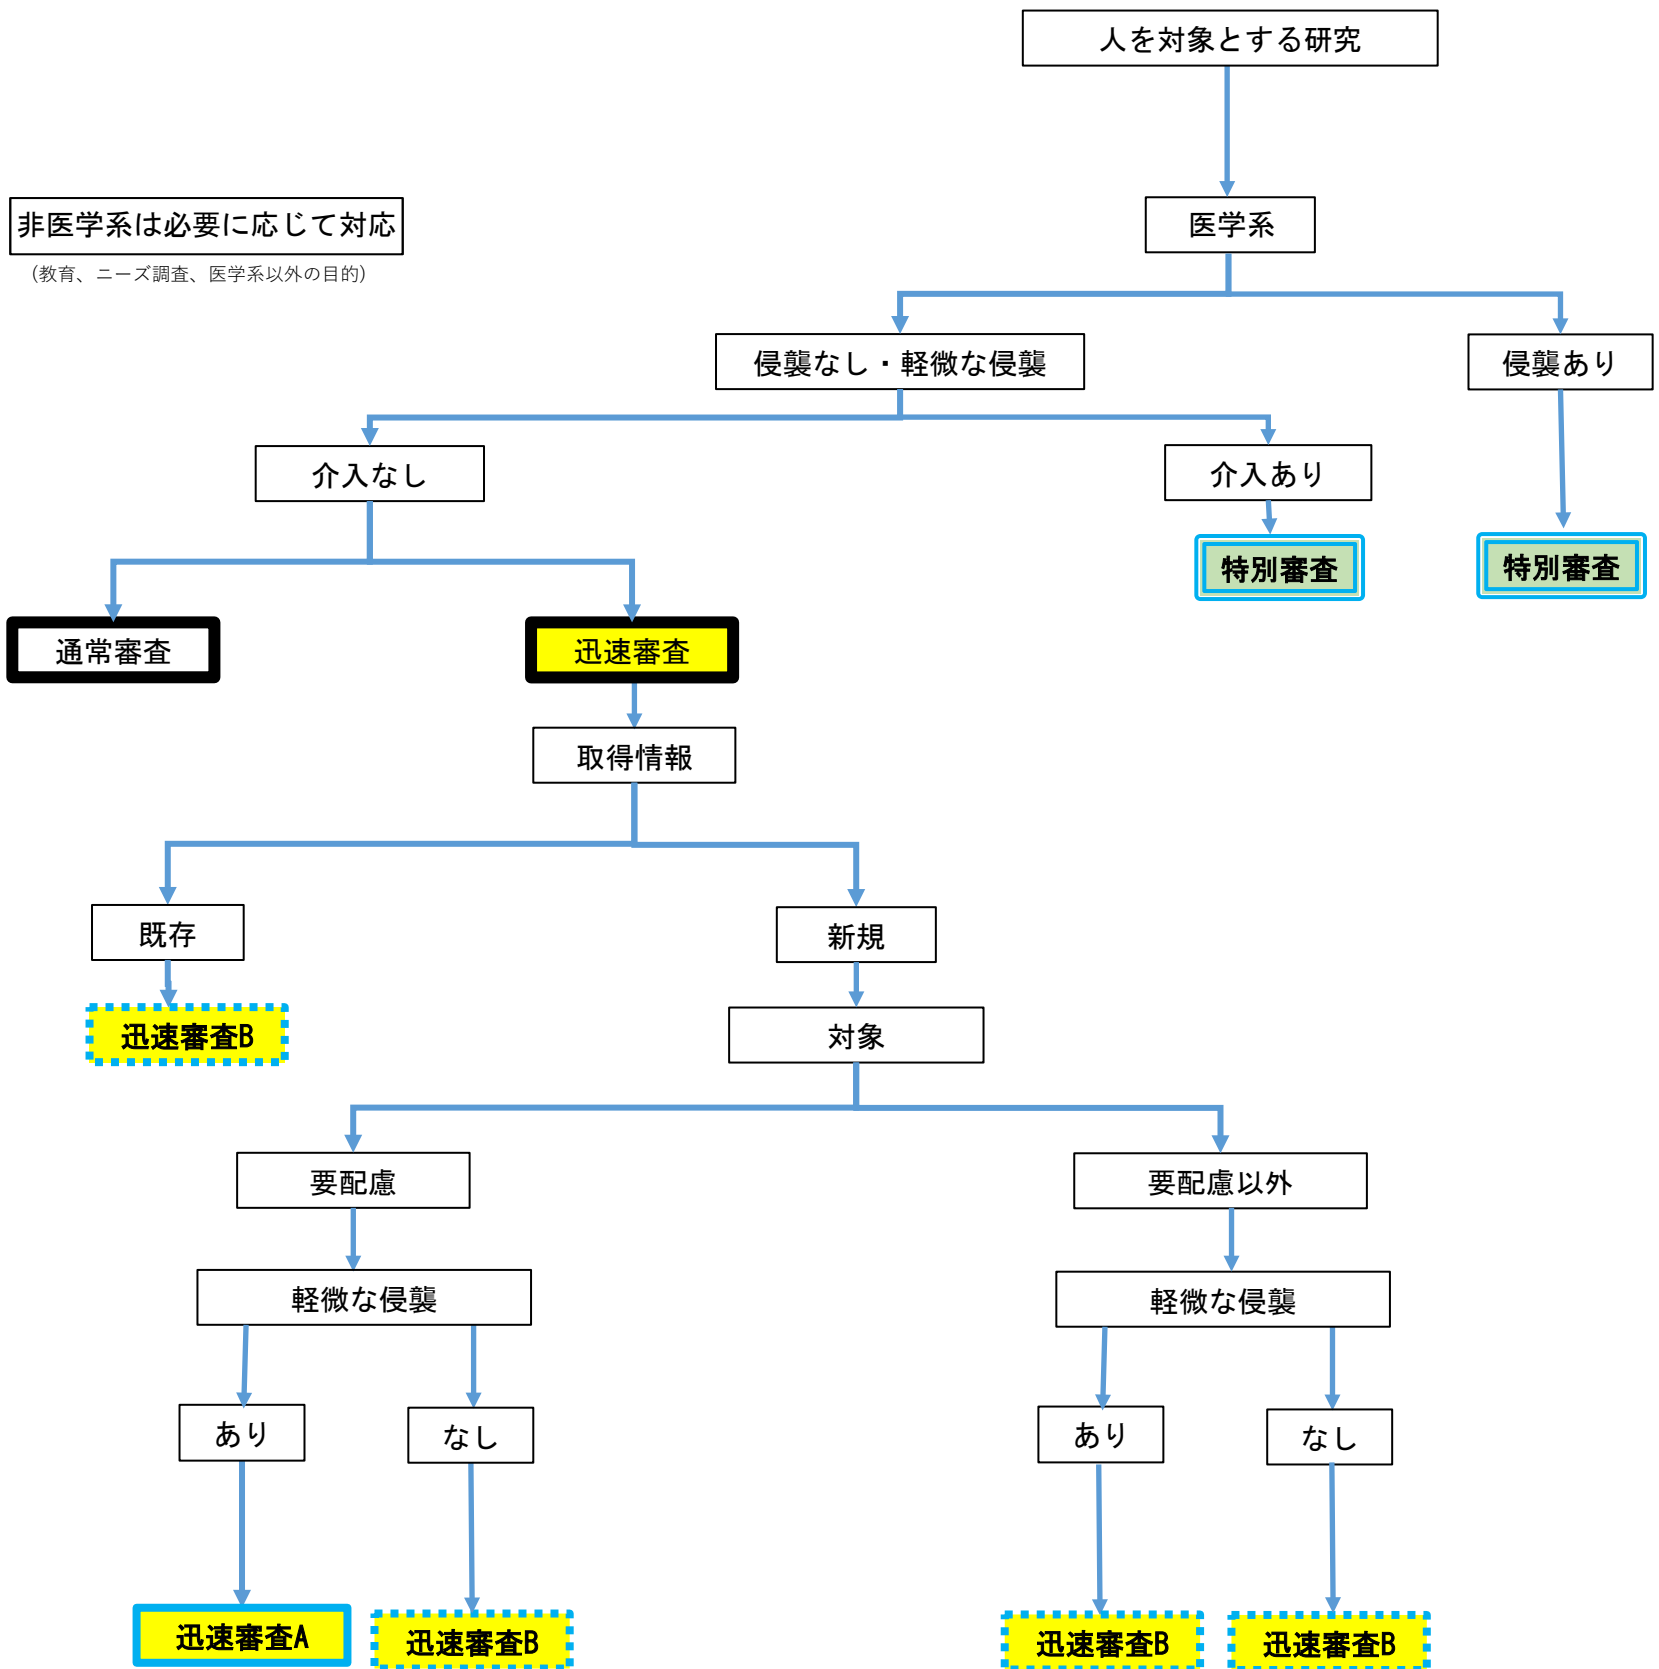 人を対象とする研究
非医学系は必要に応じて対応
(教育、ニーズ調査、医学系以外の目的)
医学系
侵襲なし・軽微な侵襲
侵襲あり
介入なし
介入あり
特別審査
特別審査
通常審査
迅速審査
取得情報
既存
新規
迅速審査B
対象
要配慮
要配慮以外
軽微な侵襲
軽微な侵襲
あり
なし
あり
なし
迅速審査A
迅速審査B
迅速審査B
迅速審査B